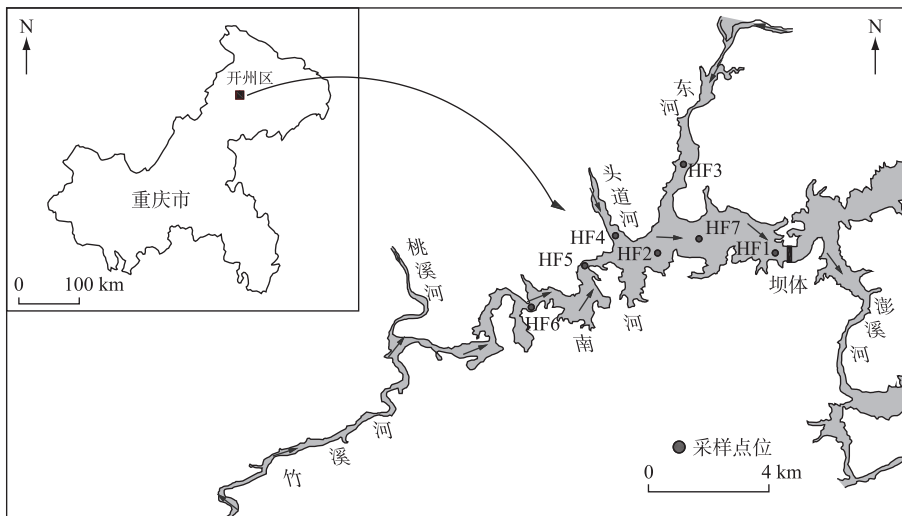 N
开州区
重庆市
0 100 km
N
东河
HF3
头道河
HF4
HF7
HF5
HF2
HF1
坝体
桃溪河
HF6
南河
澎溪河
竹溪河
采样点位
0 4 km